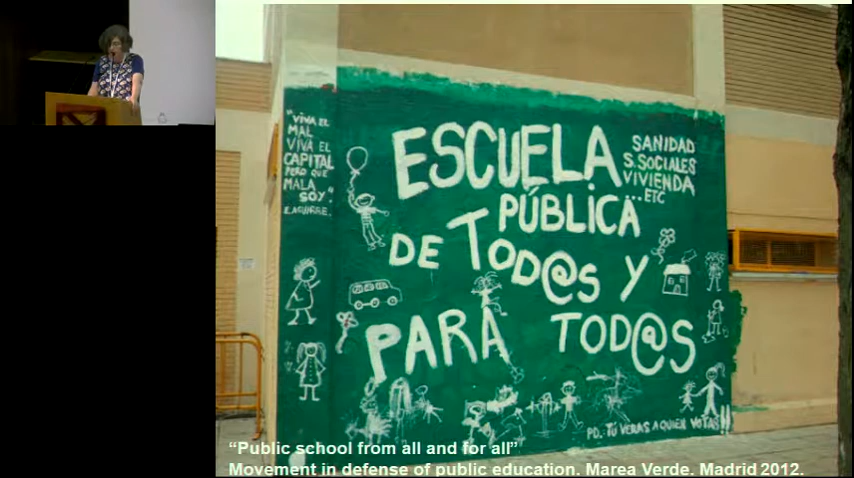 "VIVA EL
MAL
VIVA EL
CAPITAL
PERO QUE
MALA
SOY"
E. AGUIRRE.
ESCUELA
PÚBLICA
DE TOD@S Y
PARA TOD@S
SANIDAD
S. SOCIALES
VIVIENDA
...ETC
PD. TÚ VERAS A QUIEN VOTAS!!
“Public school from all and for all”
Movement in defense of public education. Marea Verde. Madrid 2012.